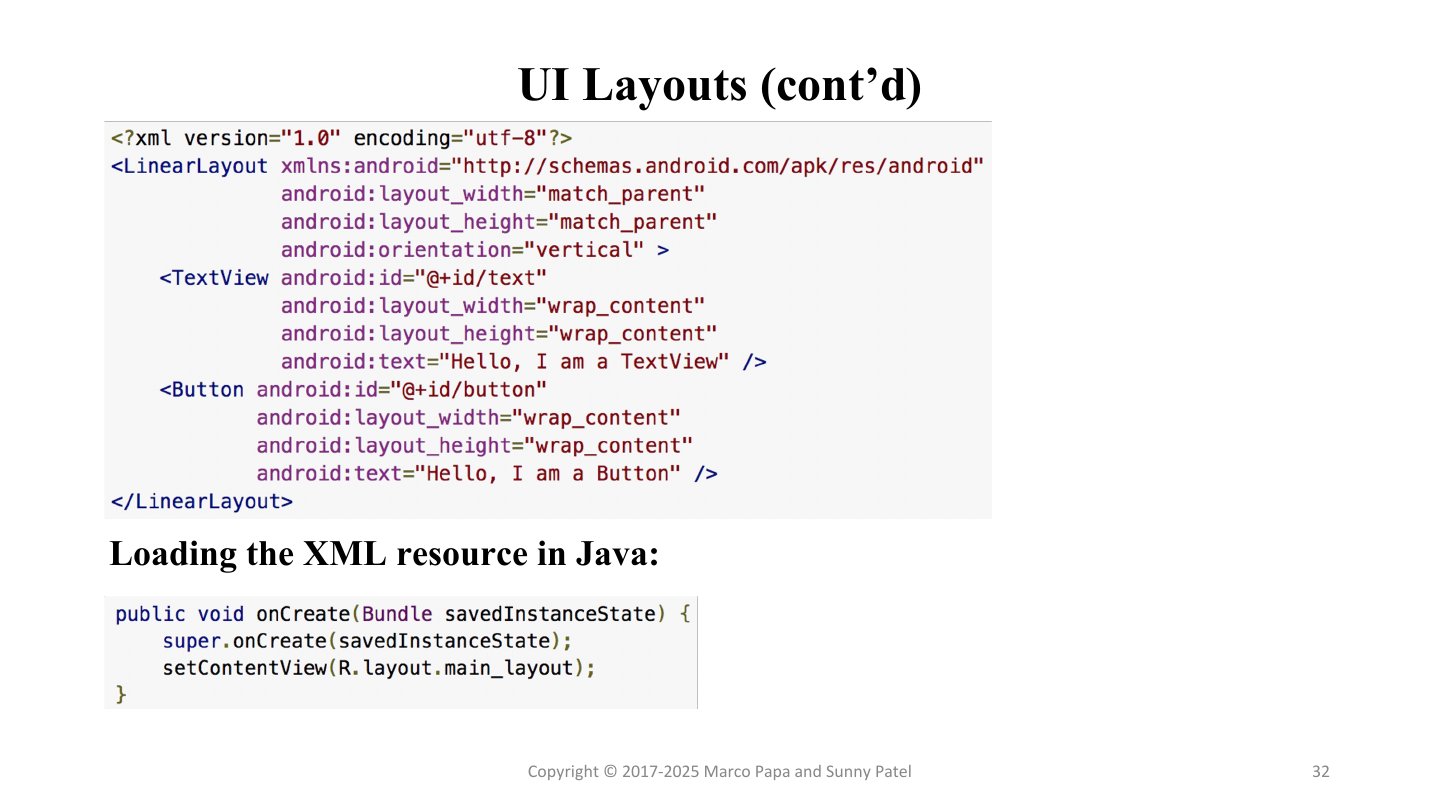 UI Layouts (cont’d)
<?xml version="1.0" encoding="utf-8"?>
<LinearLayout xmlns:android="http://schemas.android.com/apk/res/android"
              android:layout_width="match_parent"
              android:layout_height="match_parent"
              android:orientation="vertical" >
    <TextView android:id="@+id/text"
              android:layout_width="wrap_content"
              android:layout_height="wrap_content"
              android:text="Hello, I am a TextView" />
    <Button android:id="@+id/button"
            android:layout_width="wrap_content"
            android:layout_height="wrap_content"
            android:text="Hello, I am a Button" />
</LinearLayout>
Loading the XML resource in Java:
public void onCreate(Bundle savedInstanceState) {
    super.onCreate(savedInstanceState);
    setContentView(R.layout.main_layout);
}
Copyright © 2017-2025 Marco Papa and Sunny Patel
32